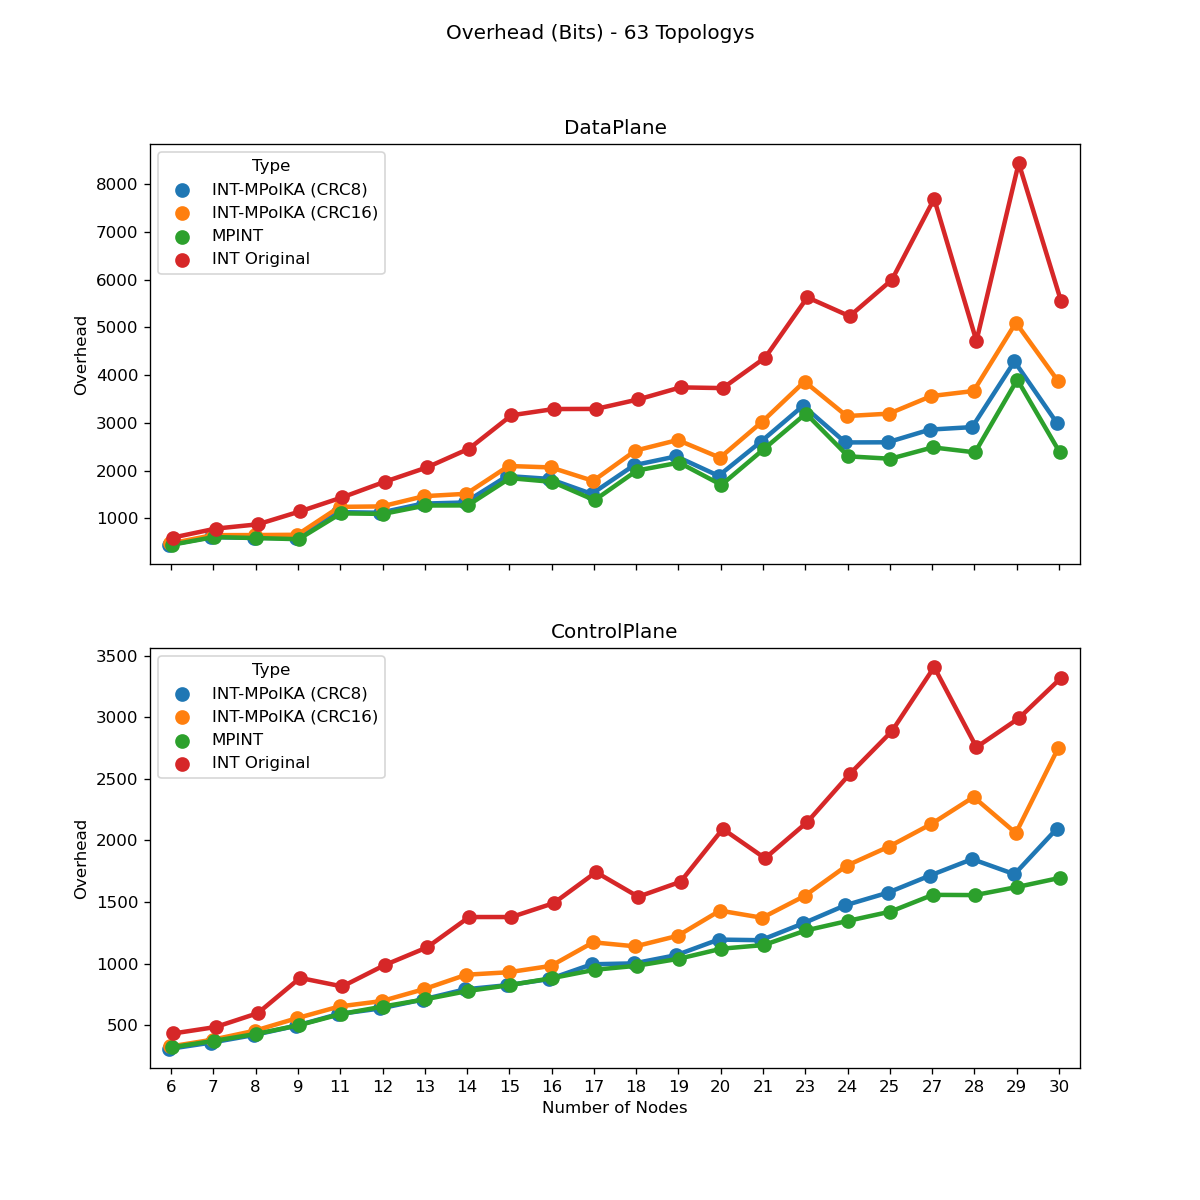 Overhead (Bits) - 63 Topologys
DataPlane
Type
INT-MPolKA (CRC8)
INT-MPolKA (CRC16)
MPINT
INT Original
8000
7000
6000
5000
4000
3000
2000
1000
Overhead
ControlPlane
Type
INT-MPolKA (CRC8)
INT-MPolKA (CRC16)
MPINT
INT Original
3500
3000
2500
2000
1500
1000
500
Overhead
6 7 8 9 11 12 13 14 15 16 17 18 19 20 21 23 24 25 27 28 29 30
Number of Nodes